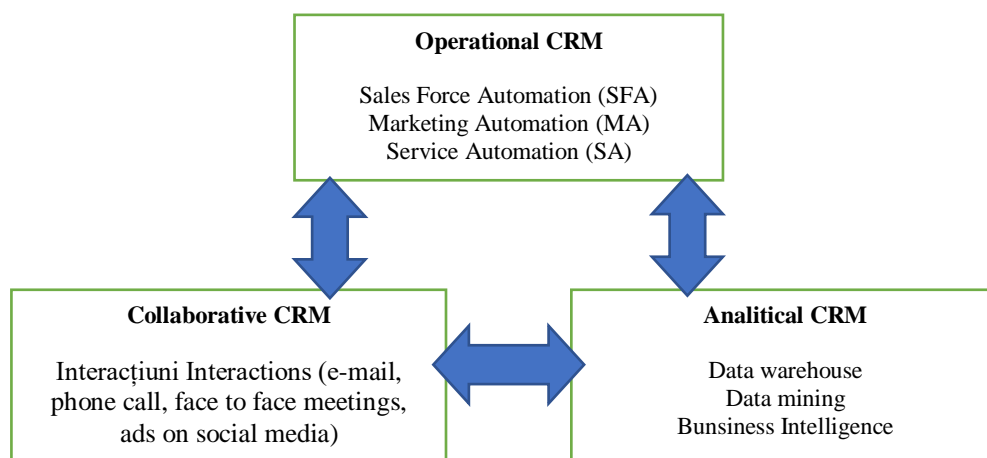 Operational CRM
Sales Force Automation (SFA)
Marketing Automation (MA)
Service Automation (SA)
Collaborative CRM
Interacțiuni Interactions (e-mail,
phone call, face to face meetings,
ads on social media)
Analitical CRM
Data warehouse
Data mining
Bunsiness Intelligence